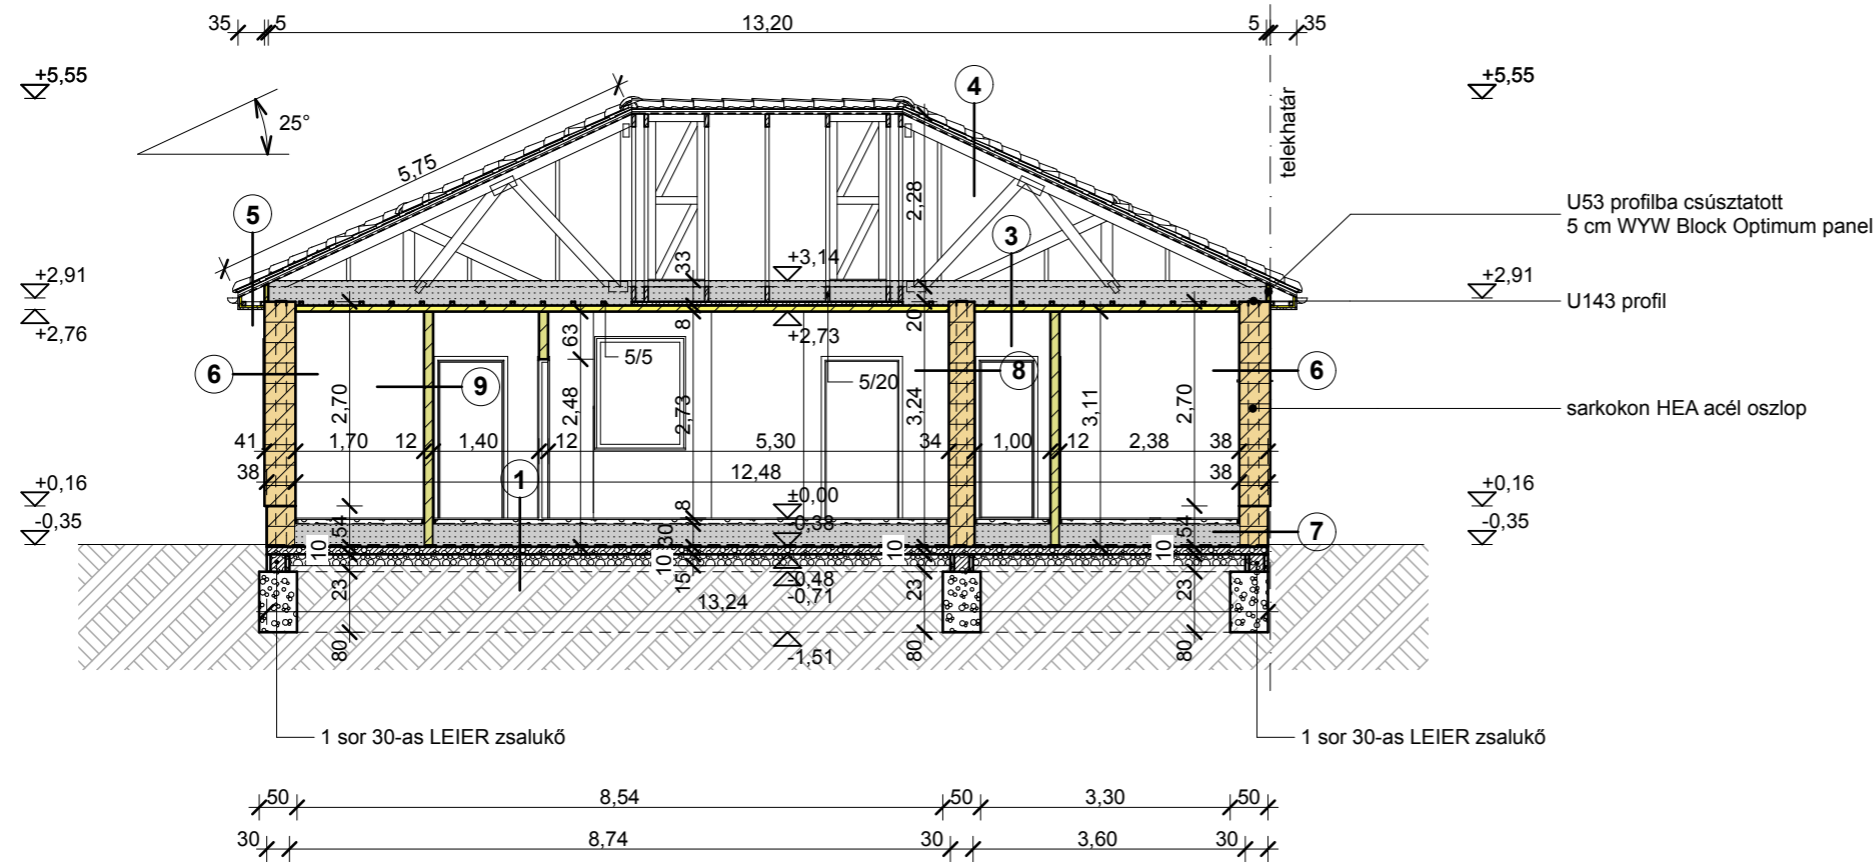 35 5 13,20 5 35
+5,55 +5,55
4
25°
telekhatár
5,75
2,28
5
U53 profilba csúsztatott
5 cm WYW Block Optimum panel
3
+3,14
33
+2,91 +2,91
U143 profil
+2,76
20
8
63
+2,73
5/5
6 9 8 6
5/20
2,70 2,48 2,73 3,24 3,11 2,70
sarkokon HEA acél oszlop
41 1,70 12 1,40 12 5,30 34 1,00 12 2,38 38
38 12,48 38
1
+0,16 ±0,00 +0,16
8
-0,35 -0,38 -0,35
54 30 54
7
10 10 10 10
15
-0,48
23 -0,71 23 23
13,24
80 80 80
-1,51
1 sor 30-as LEIER zsalukő 1 sor 30-as LEIER zsalukő
50 8,54 50 3,30 50
30 8,74 30 3,60 30